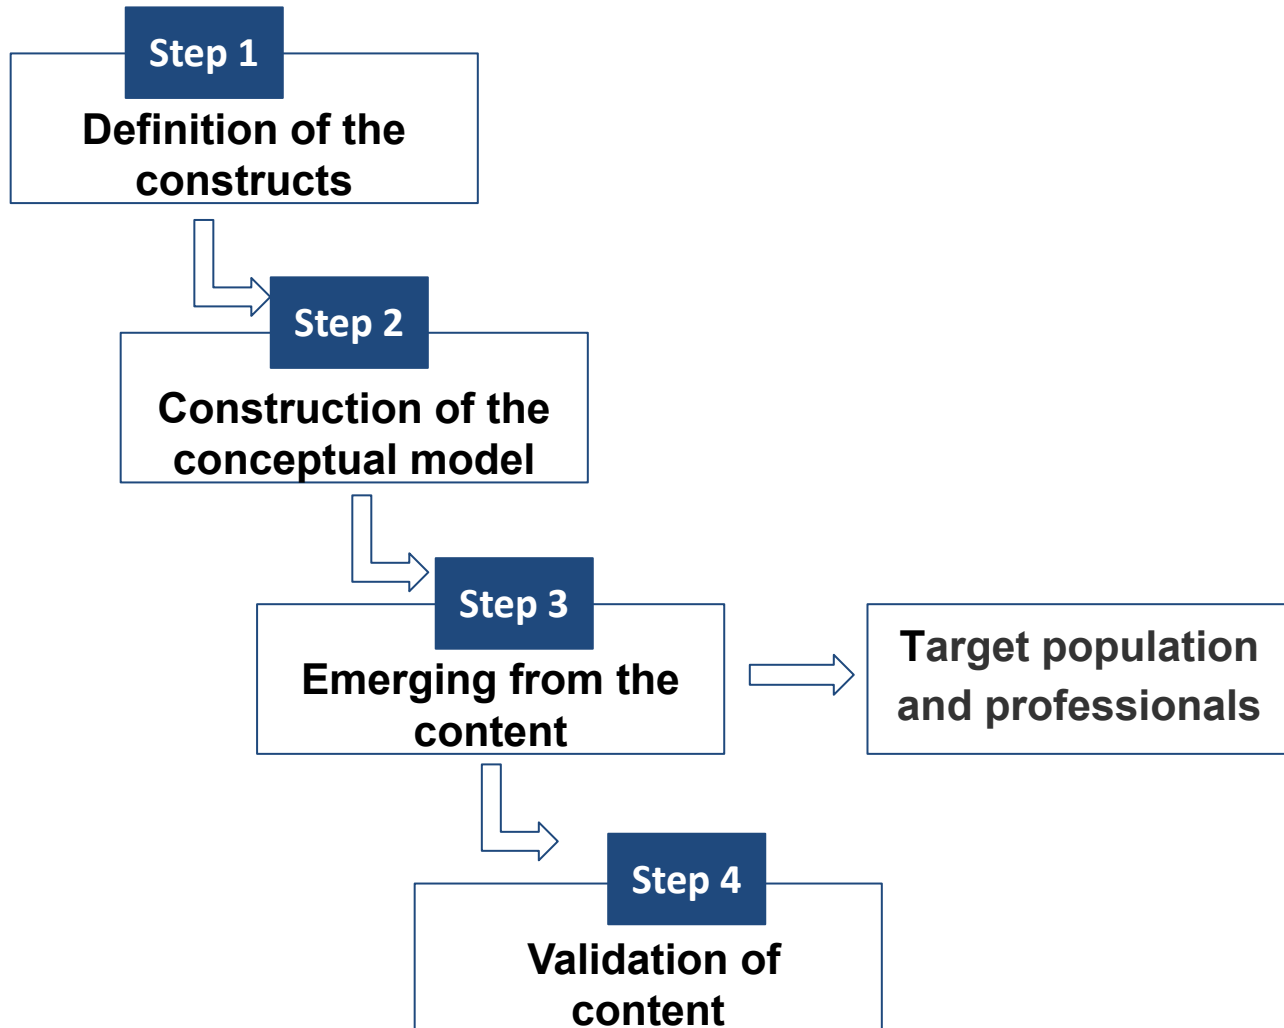 Step 1
Definition of the
constructs
Step 2
Construction of the
conceptual model
Step 3
Emerging from the
content
Target population
and professionals
Step 4
Validation of
content